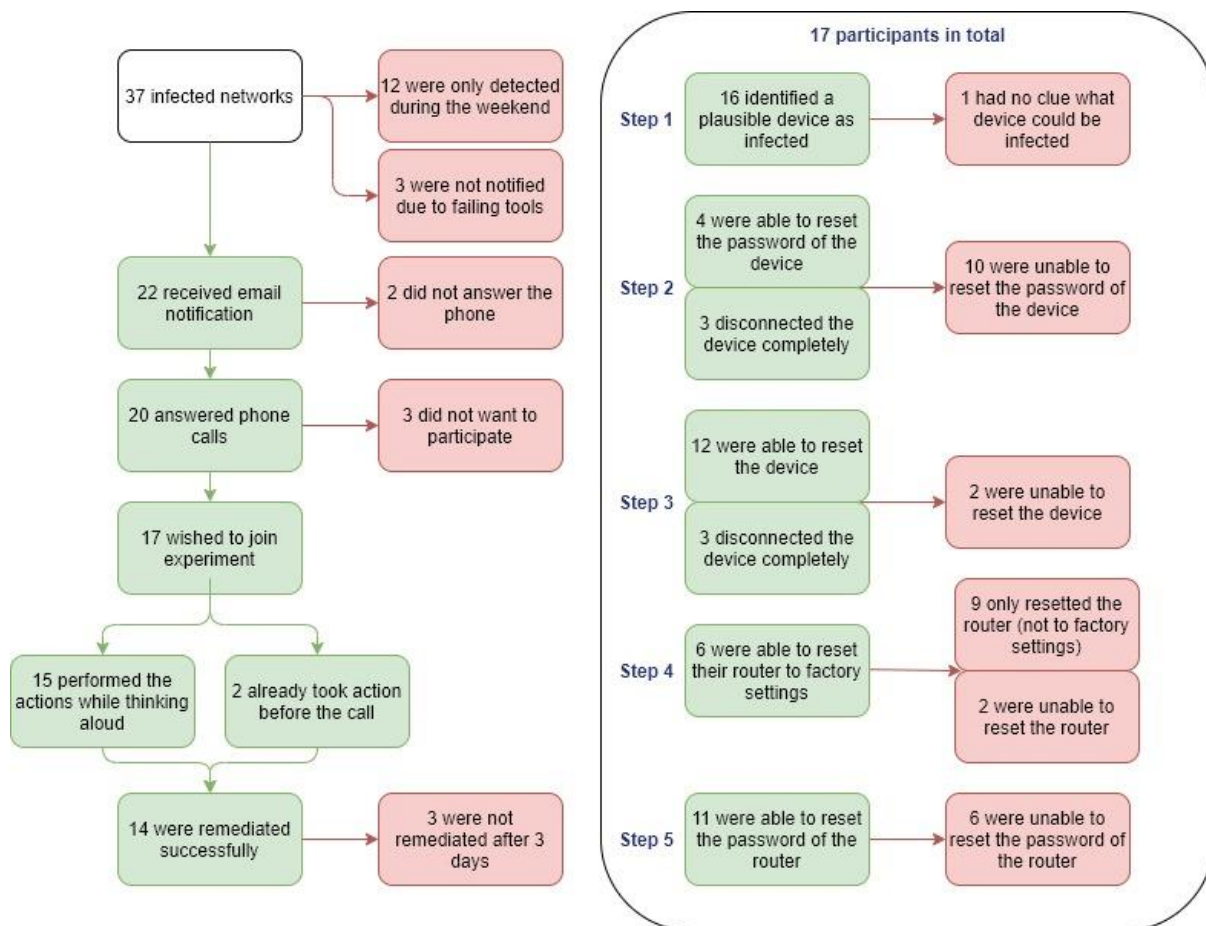 37 infected networks
12 were only detected
during the weekend
3 were not notified
due to failing tools
22 received email
notification
2 did not answer the
phone
20 answered phone
calls
3 did not want to
participate
17 wished to join
experiment
15 performed the
actions while thinking
aloud
2 already took action
before the call
14 were remediated
successfully
3 were not
remediated after 3
days
17 participants in total
Step 1
16 identified a
plausible device as
infected
1 had no clue what
device could be
infected
Step 2
4 were able to reset
the password of the
device
3 disconnected the
device completely
10 were unable to
reset the password of
the device
Step 3
12 were able to reset
the device
3 disconnected the
device completely
2 were unable to
reset the device
Step 4
6 were able to reset
their router to factory
settings
9 only resetted the
router (not to factory
settings)
2 were unable to
reset the router
Step 5
11 were able to reset
the password of the
router
6 were unable to
reset the password of
the router